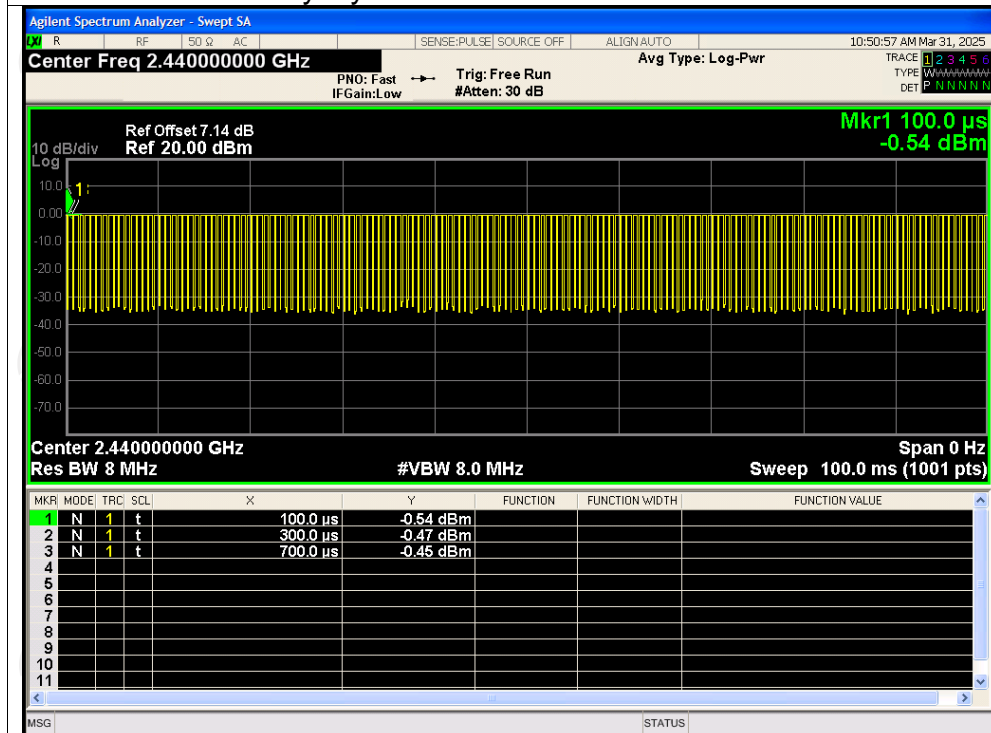 Agilent Spectrum Analyzer - Swept SA
LXI R RF 50 Ω AC SENSE:PULSE SOURCE OFF ALIGN AUTO 10:50:57 AM Mar 31, 2025
Center Freq 2.440000000 GHz Avg Type: Log-Pwr TRACE 1 2 3 4 5 6
PNO: Fast Trig: Free Run TYPE WWWWWW
IFGain:Low #Atten: 30 dB DET P N N N N N
Mkr1 100.0 µs
Ref Offset 7.14 dB
10 dB/div Ref 20.00 dBm -0.54 dBm
Log
10.0
1
0.00
-10.0
-20.0
-30.0
-40.0
-50.0
-60.0
-70.0
Center 2.440000000 GHz Span 0 Hz
Res BW 8 MHz #VBW 8.0 MHz Sweep 100.0 ms (1001 pts)
MKR MODE TRC SCL X Y FUNCTION FUNCTION WIDTH FUNCTION VALUE
1 N 1 t 100.0 µs -0.54 dBm
2 N 1 t 300.0 µs -0.47 dBm
3 N 1 t 700.0 µs -0.45 dBm
4
5
6
7
8
9
10
11
MSG STATUS